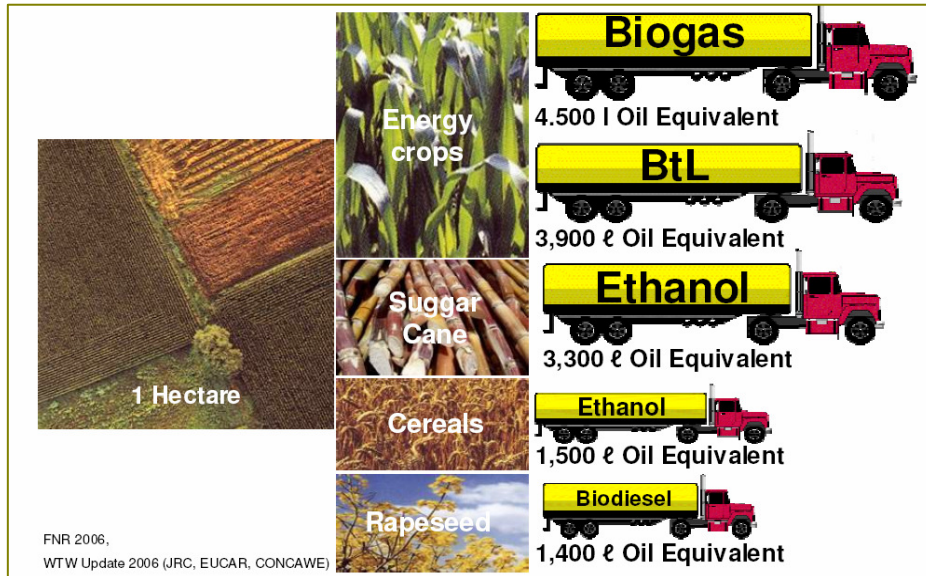 1 Hectare
Energy
crops
Biogas
4.500 l Oil Equivalent
BtL
3,900 ℓ Oil Equivalent
Suggar
Cane
Ethanol
3,300 ℓ Oil Equivalent
Cereals
Ethanol
1,500 ℓ Oil Equivalent
Rapeseed
Biodiesel
1,400 ℓ Oil Equivalent
FNR 2006,
WTW Update 2006 (JRC, EUCAR, CONCAWE)